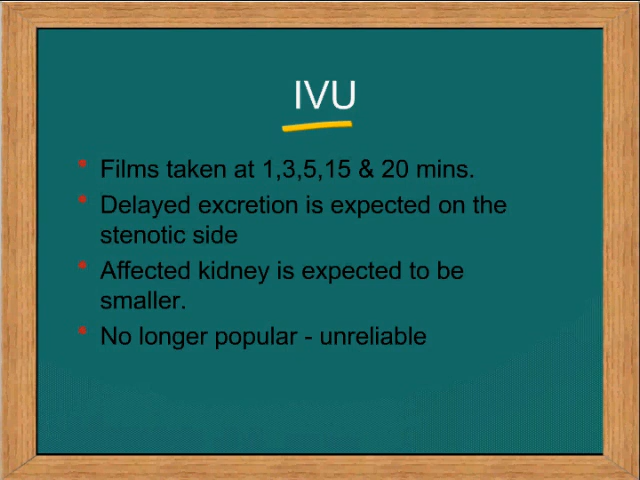 IVU
* Films taken at 1,3,5,15 & 20 mins.
* Delayed excretion is expected on the
stenotic side
* Affected kidney is expected to be
smaller.
* No longer popular - unreliable